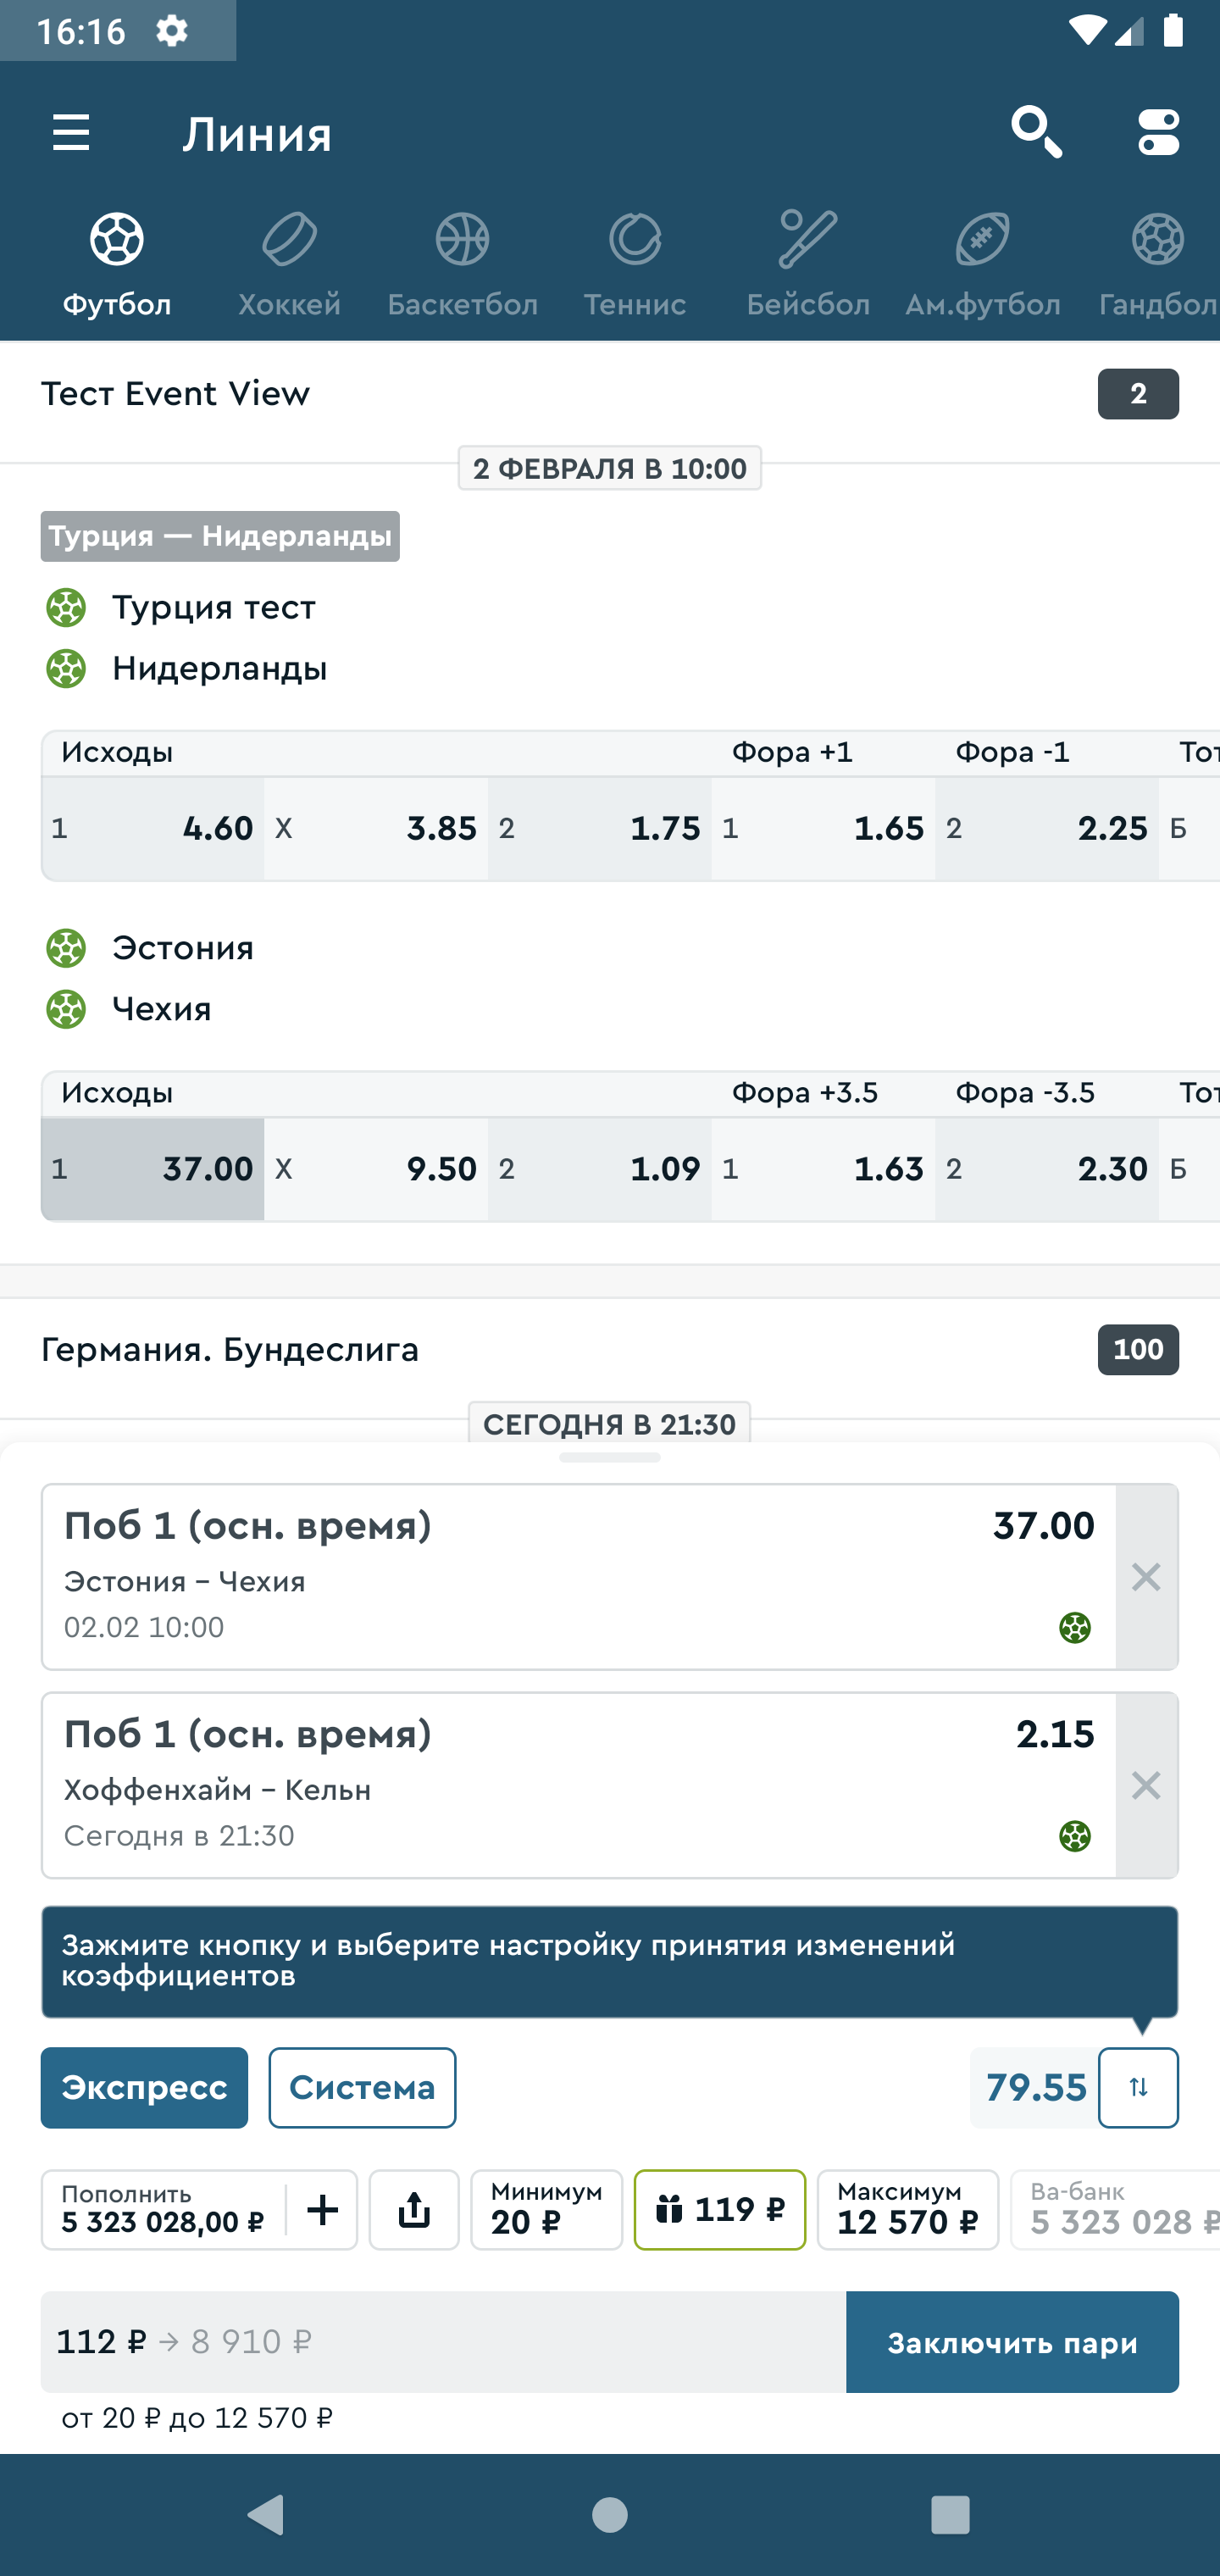 16:16
Линия
Футбол Хоккей Баскетбол Теннис Бейсбол Ам.футбол Гандбол
Тест Event View 2
2 ФЕВРАЛЯ В 10:00
Турция — Нидерланды
Турция тест
Нидерланды
Исходы Фора +1 Фора -1 Тот
1 4.60 X 3.85 2 1.75 1 1.65 2 2.25 Б
Эстония
Чехия
Исходы Фора +3.5 Фора -3.5 Тот
1 37.00 X 9.50 2 1.09 1 1.63 2 2.30 Б
Германия. Бундеслига 100
СЕГОДНЯ В 21:30
Поб 1 (осн. время) 37.00
Эстония – Чехия
02.02 10:00
Поб 1 (осн. время) 2.15
Хоффенхайм – Кельн
Сегодня в 21:30
Зажмите кнопку и выберите настройку принятия изменений
коэффициентов
Экспресс Система 79.55
Пополнить Минимум Максимум Ва-банк
5 323 028,00 ₽ 20 ₽ 119 ₽ 12 570 ₽ 5 323 028 ₽
112 ₽ → 8 910 ₽ Заключить пари
от 20 ₽ до 12 570 ₽